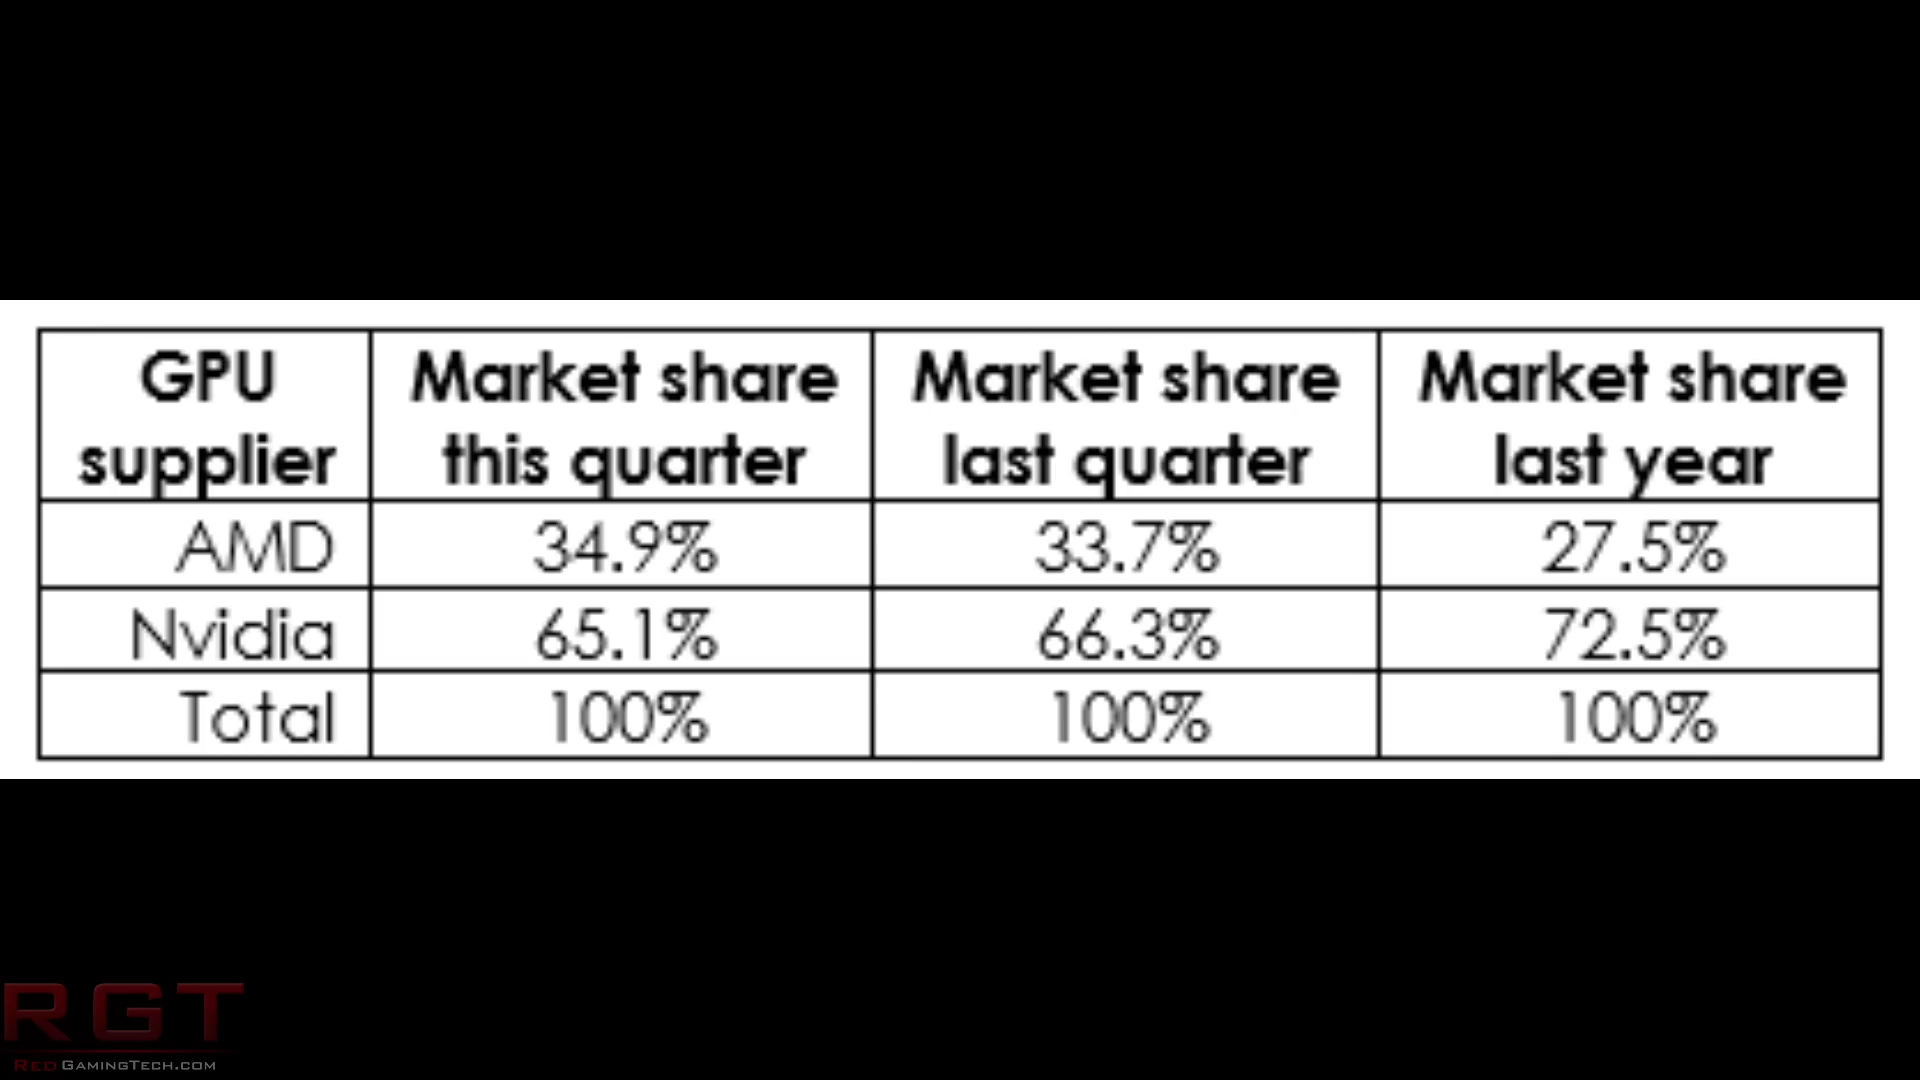 GPU supplier Market share this quarter Market share last quarter Market share last year
AMD 34.9% 33.7% 27.5%
Nvidia 65.1% 66.3% 72.5%
Total 100% 100% 100%
RGT
REDGAMINGTECH.COM